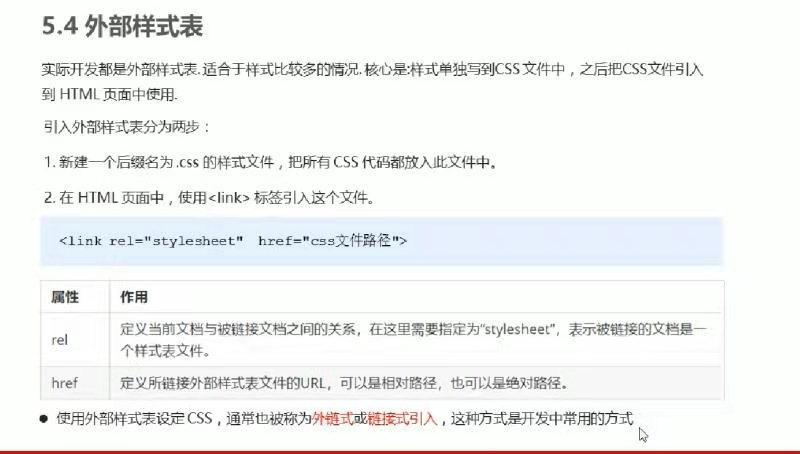 5.4 外部样式表
实际开发都是外部样式表. 适合于样式比较多的情况. 核心是:样式单独写到CSS 文件中，之后把CSS文件引入
到 HTML 页面中使用.
引入外部样式表分为两步：
1. 新建一个后缀名为 .css 的样式文件，把所有 CSS 代码都放入此文件中。
2. 在 HTML 页面中，使用<link> 标签引入这个文件。
<link rel="stylesheet"  href="css文件路径">
属性 作用
rel 定义当前文档与被链接文档之间的关系，在这里需要指定为“stylesheet”，表示被链接的文档是一
个样式表文件。
href 定义所链接外部样式表文件的URL，可以是相对路径，也可以是绝对路径。
● 使用外部样式表设定 CSS，通常也被称为外链式或链接式引入，这种方式是开发中常用的方式